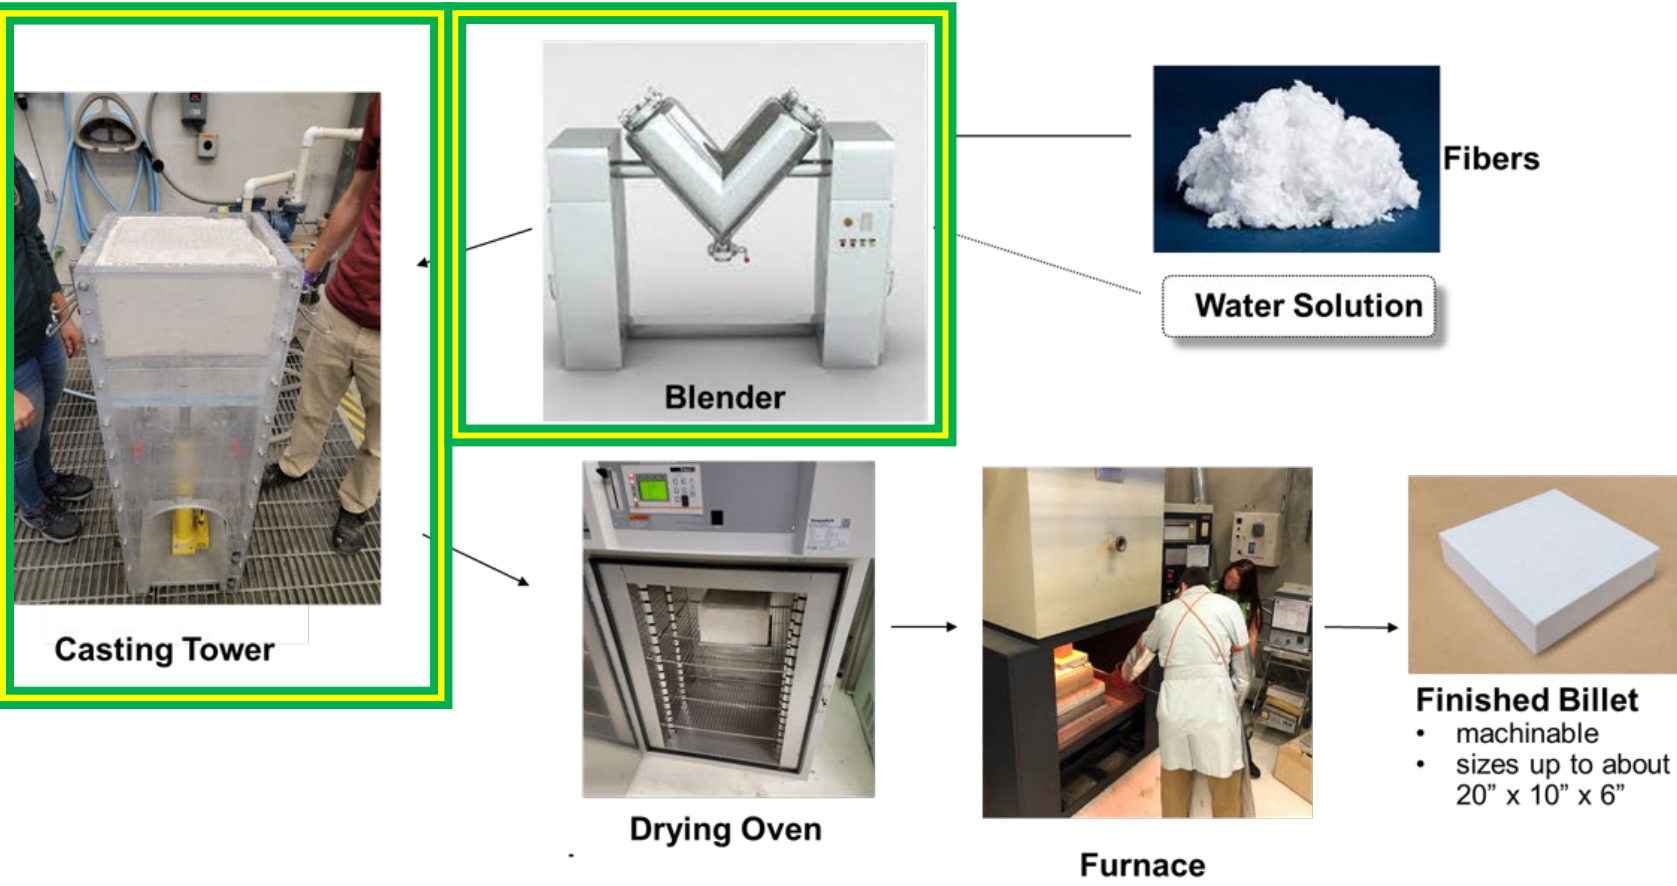 Fibers
Water Solution
Blender
Casting Tower
Drying Oven
-
Furnace
Finished Billet
• machinable
• sizes up to about
20” x 10” x 6”